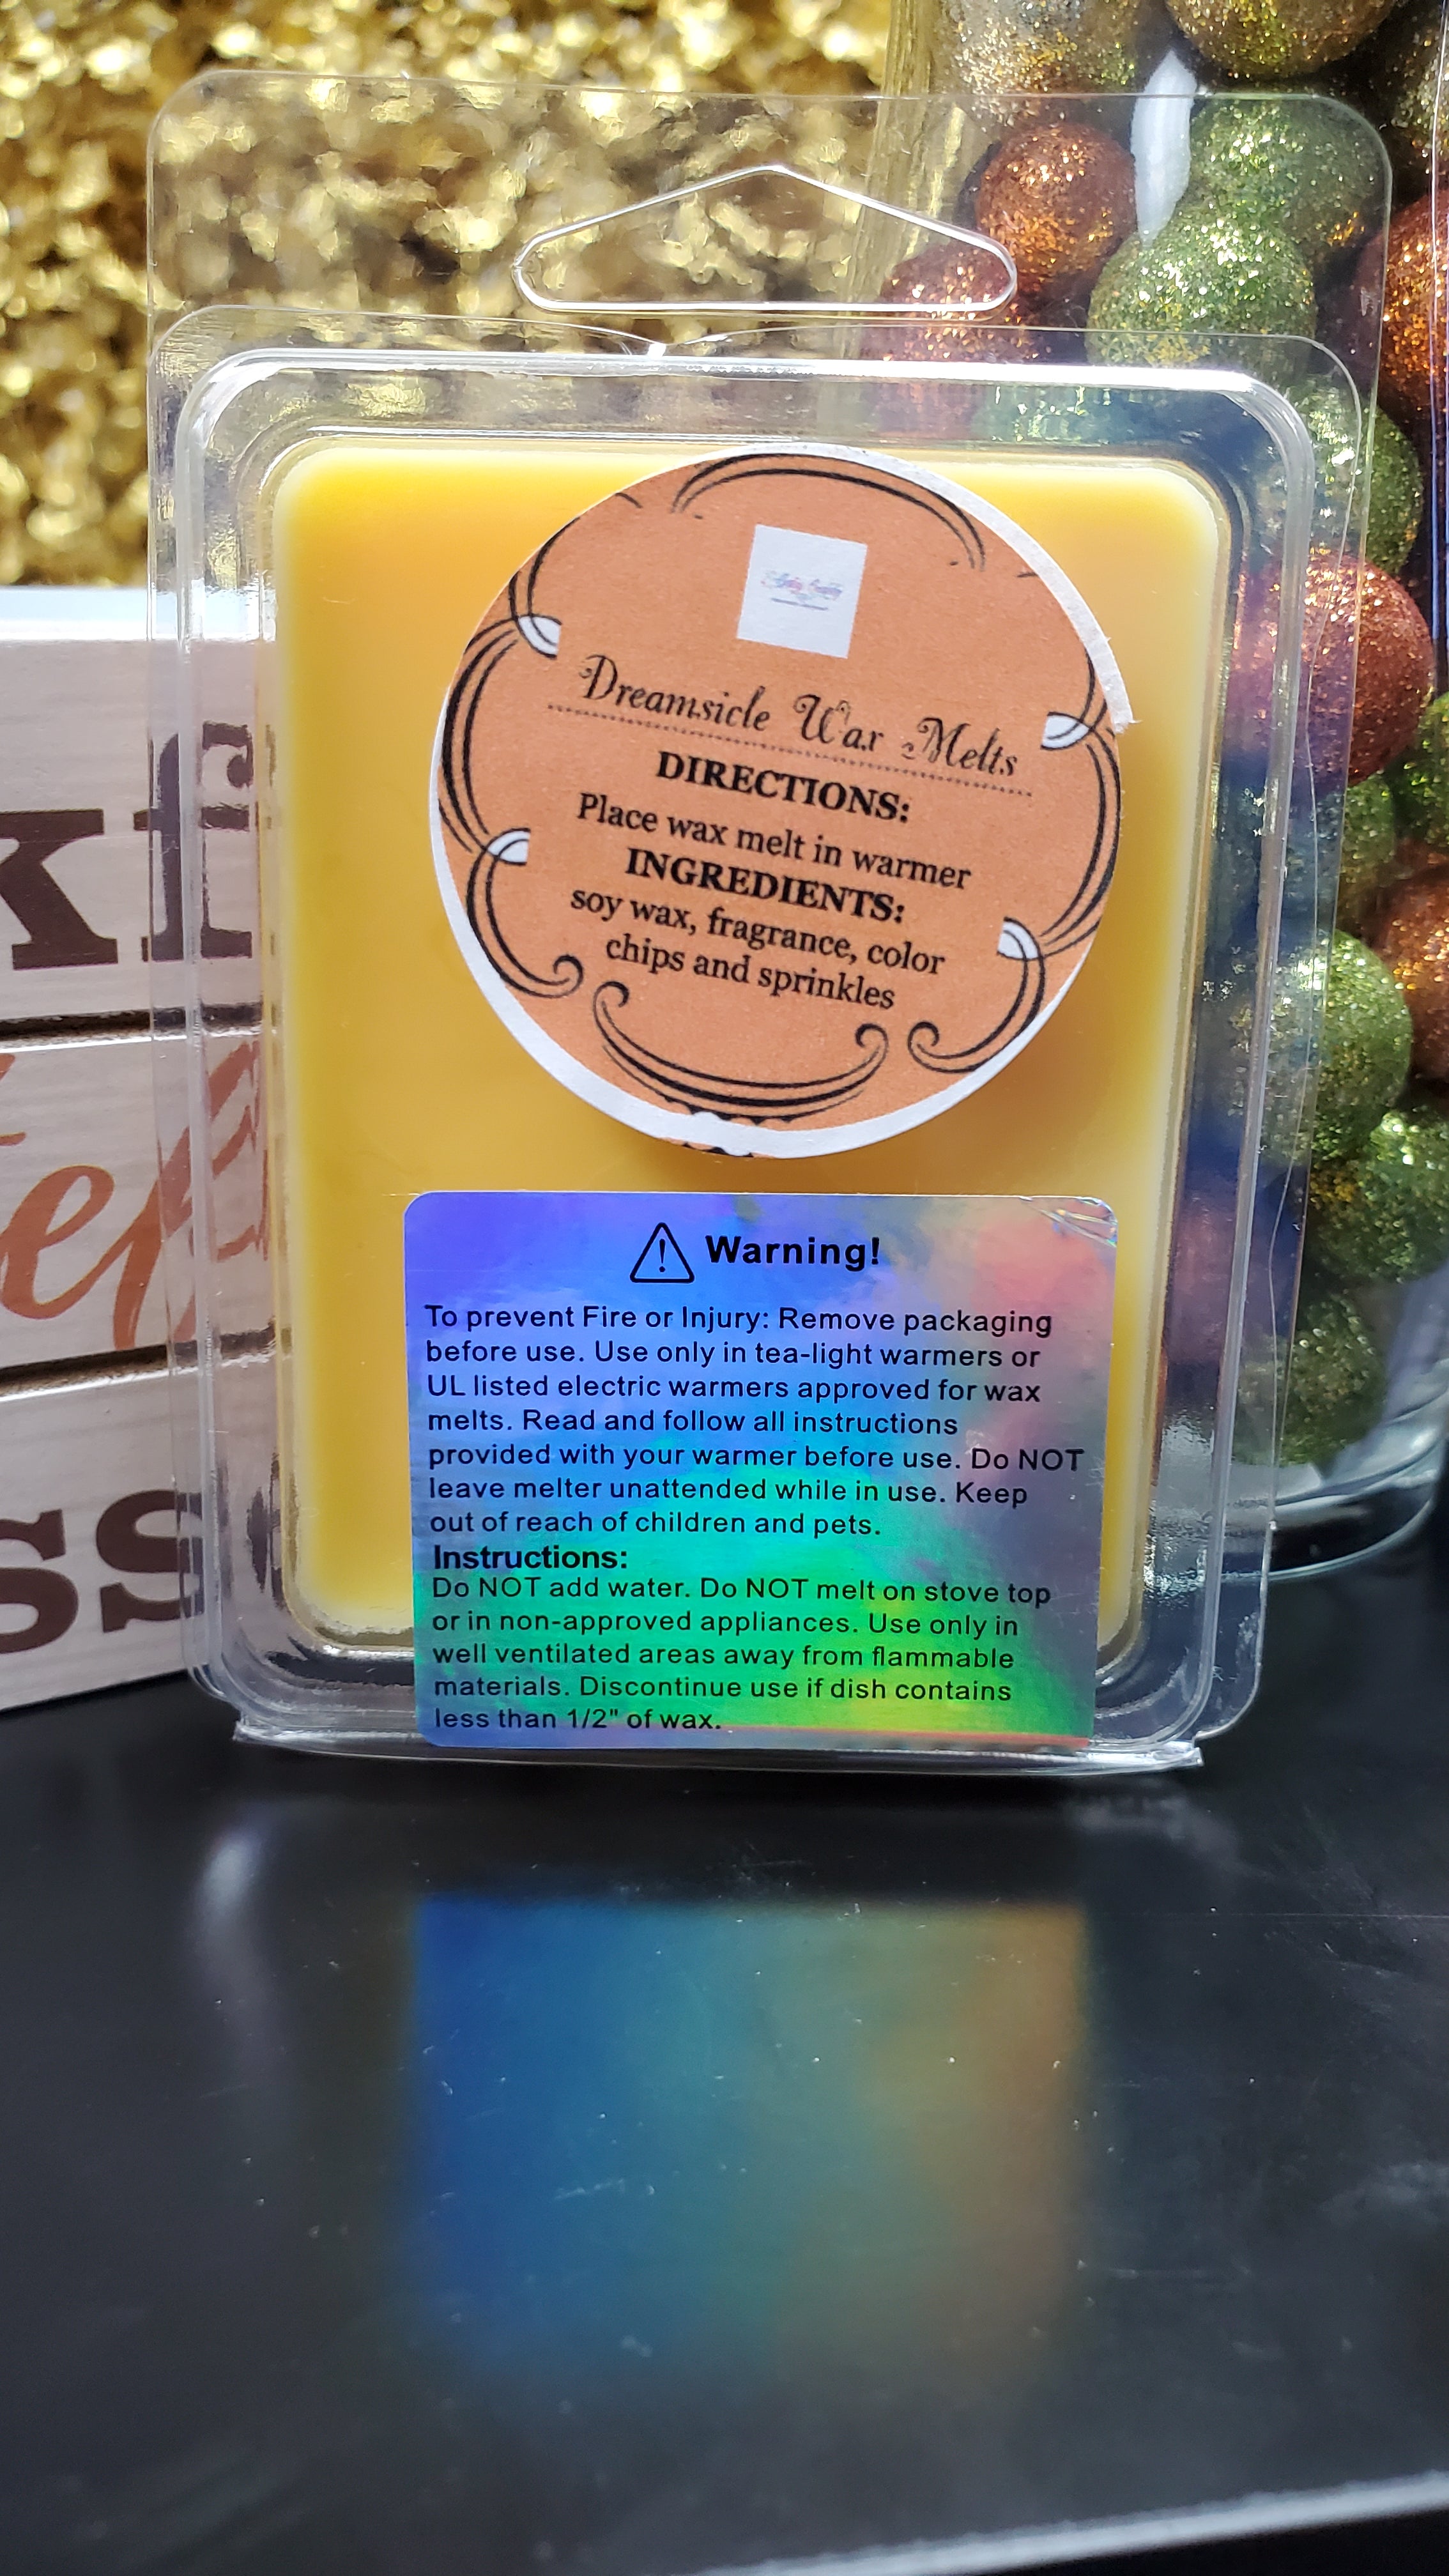 Dreamsicle Wax Melts
DIRECTIONS:
Place wax melt in warmer
INGREDIENTS:
soy wax, fragrance, color
chips and sprinkles
Warning!
To prevent Fire or Injury: Remove packaging
before use. Use only in tea-light warmers or
UL listed electric warmers approved for wax
melts. Read and follow all instructions
provided with your warmer before use. Do NOT
leave melter unattended while in use. Keep
out of reach of children and pets.
Instructions:
Do NOT add water. Do NOT melt on stove top
or in non-approved appliances. Use only in
well ventilated areas away from flammable
materials. Discontinue use if dish contains
less than 1/2" of wax.